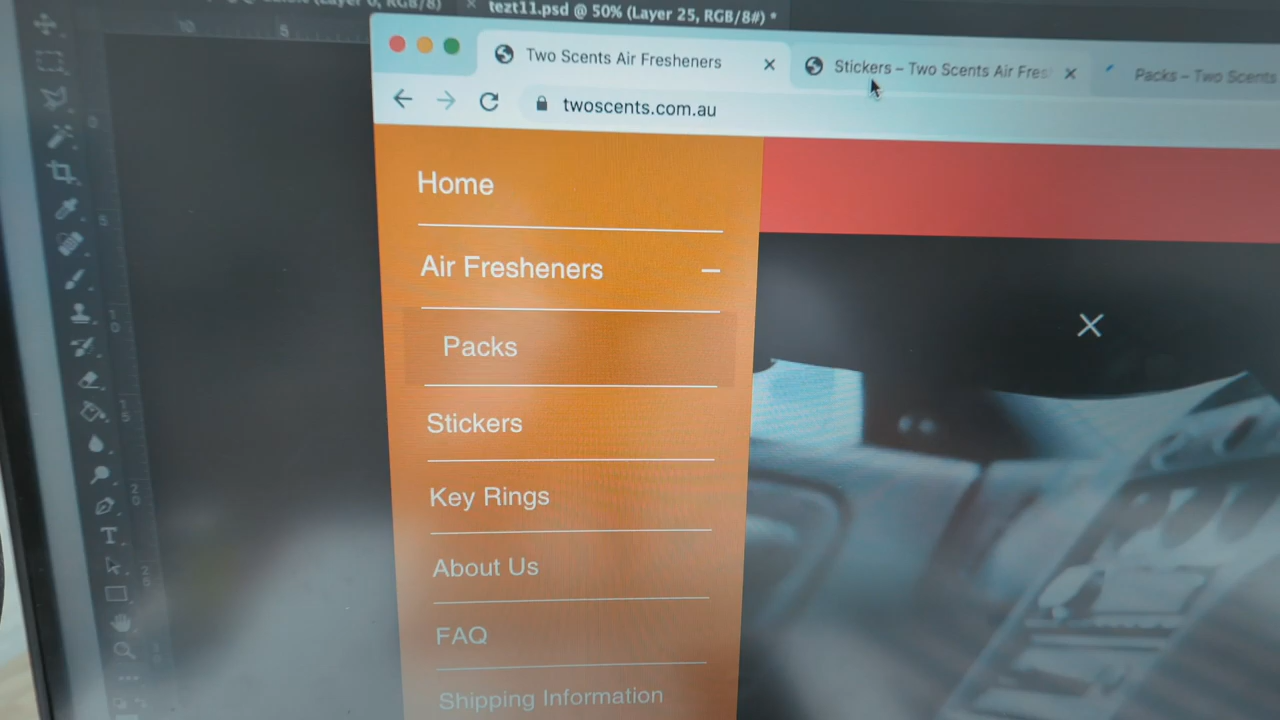 tezt11.psd @ 50% (Layer 25, RGB/8#) *
Two Scents Air Fresheners
Stickers – Two Scents Air Fres
Packs – Two Scents
twoscents.com.au
Home
Air Fresheners
Packs
Stickers
Key Rings
About Us
FAQ
Shipping Information